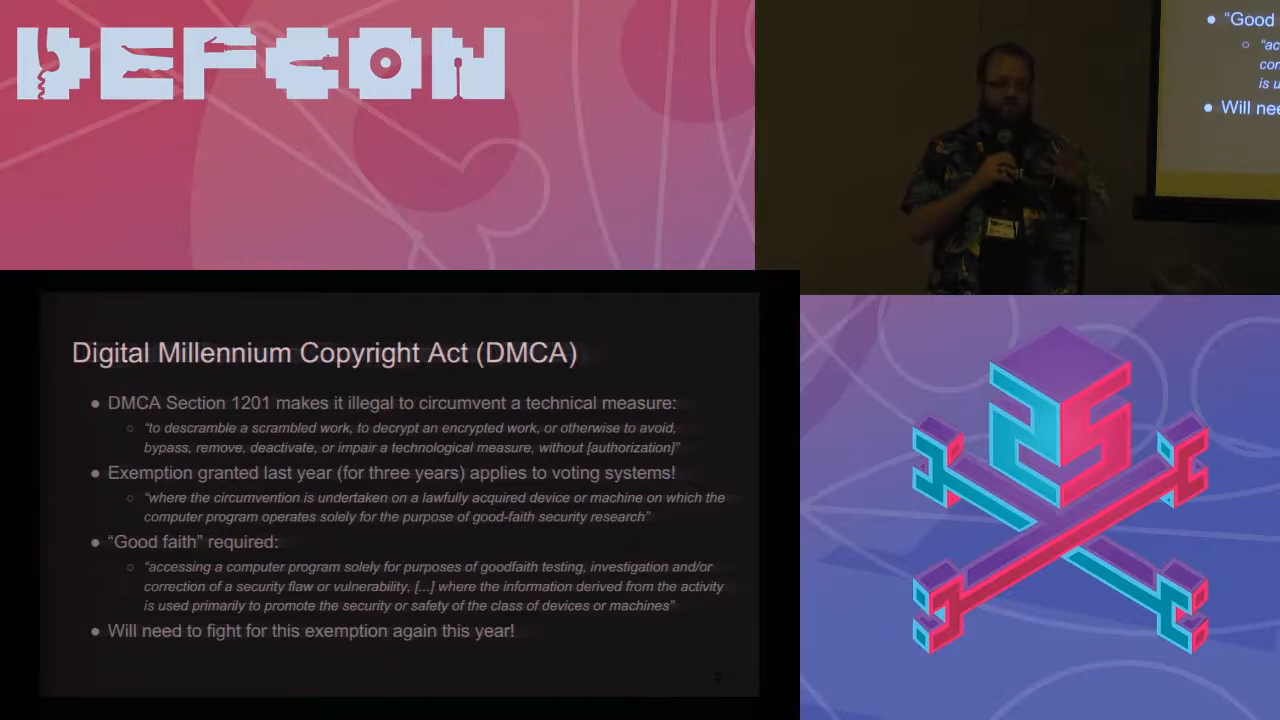 DEFCON
“Good
“ac
con
is u
Will nee
Digital Millennium Copyright Act (DMCA)
DMCA Section 1201 makes it illegal to circumvent a technical measure:
“to descramble a scrambled work, to decrypt an encrypted work, or otherwise to avoid,
bypass, remove, deactivate, or impair a technological measure, without [authorization]”
Exemption granted last year (for three years) applies to voting systems!
“where the circumvention is undertaken on a lawfully acquired device or machine on which the
computer program operates solely for the purpose of good-faith security research”
“Good faith” required:
“accessing a computer program solely for purposes of goodfaith testing, investigation and/or
correction of a security flaw or vulnerability, [...] where the information derived from the activity
is used primarily to promote the security or safety of the class of devices or machines”
Will need to fight for this exemption again this year!
25